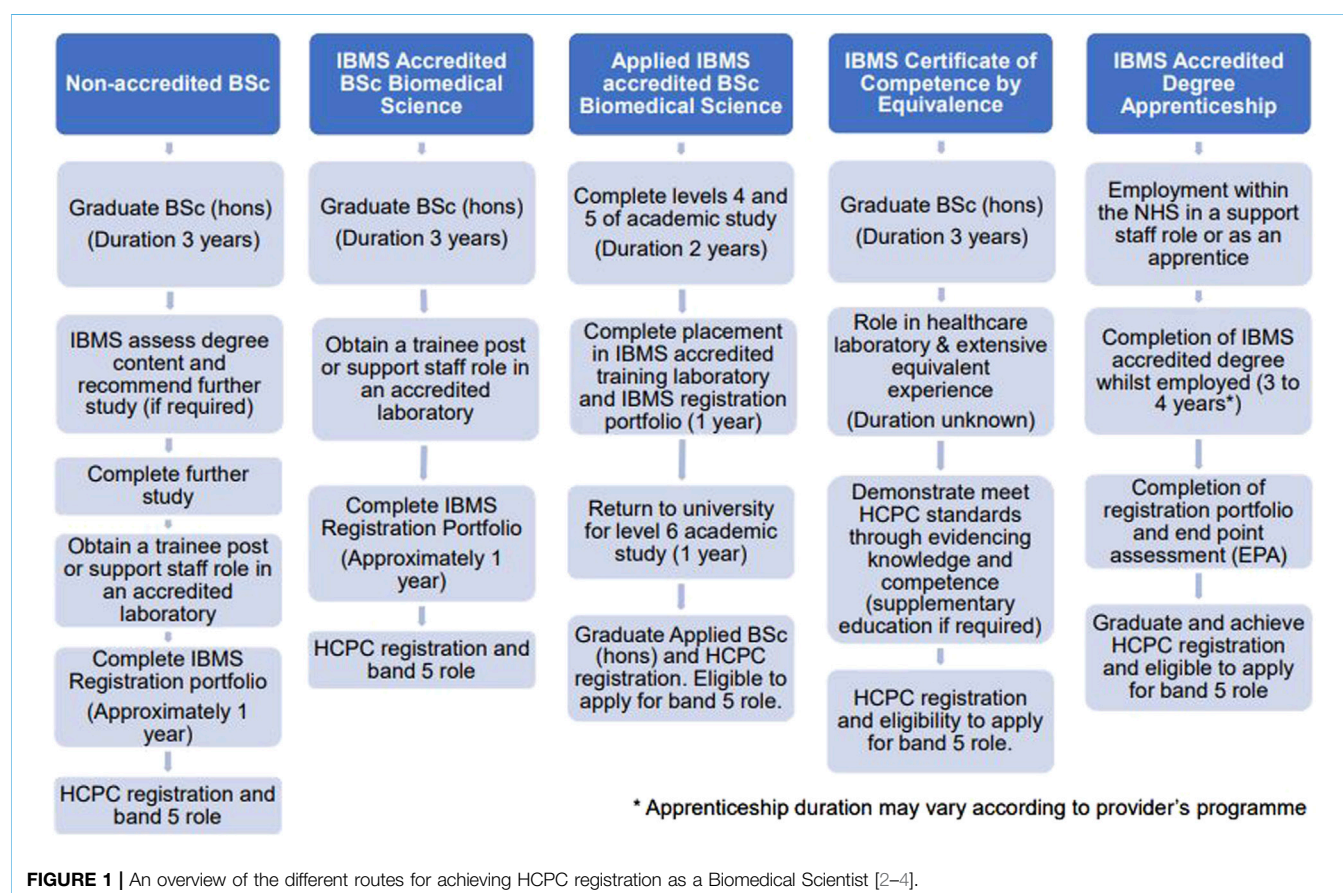 Non-accredited BSc
Graduate BSc (hons)
(Duration 3 years)
IBMS assess degree
content and
recommend further
study (if required)
Complete further
study
Obtain a trainee post
or support staff role in
an accredited
laboratory
Complete IBMS
Registration portfolio
(Approximately 1
year)
HCPC registration and
band 5 role
IBMS Accredited
BSc Biomedical
Science
Graduate BSc (hons)
(Duration 3 years)
Obtain a trainee post
or support staff role in
an accredited
laboratory
Complete IBMS
Registration Portfolio
(Approximately 1
year)
HCPC registration and
band 5 role
Applied IBMS
accredited BSc
Biomedical Science
Complete levels 4 and
5 of academic study
(Duration 2 years)
Complete placement
in IBMS accredited
training laboratory
and IBMS registration
portfolio (1 year)
Return to university
for level 6 academic
study (1 year)
Graduate Applied BSc
(hons) and HCPC
registration. Eligible to
apply for band 5 role.
IBMS Certificate of
Competence by
Equivalence
Graduate BSc (hons)
(Duration 3 years)
Role in healthcare
laboratory & extensive
equivalent
experience
(Duration unknown)
Demonstrate meet
HCPC standards
through evidencing
knowledge and
competence
(supplementary
education if required)
HCPC registration
and eligibility to apply
for band 5 role.
IBMS Accredited
Degree
Apprenticeship
Employment within
the NHS in a support
staff role or as an
apprentice
Completion of IBMS
accredited degree
whilst employed (3 to
4 years*)
Completion of
registration portfolio
and end point
assessment (EPA)
Graduate and achieve
HCPC registration
and eligible to apply
for band 5 role
* Apprenticeship duration may vary according to provider's programme
FIGURE 1 | An overview of the different routes for achieving HCPC registration as a Biomedical Scientist [2–4].